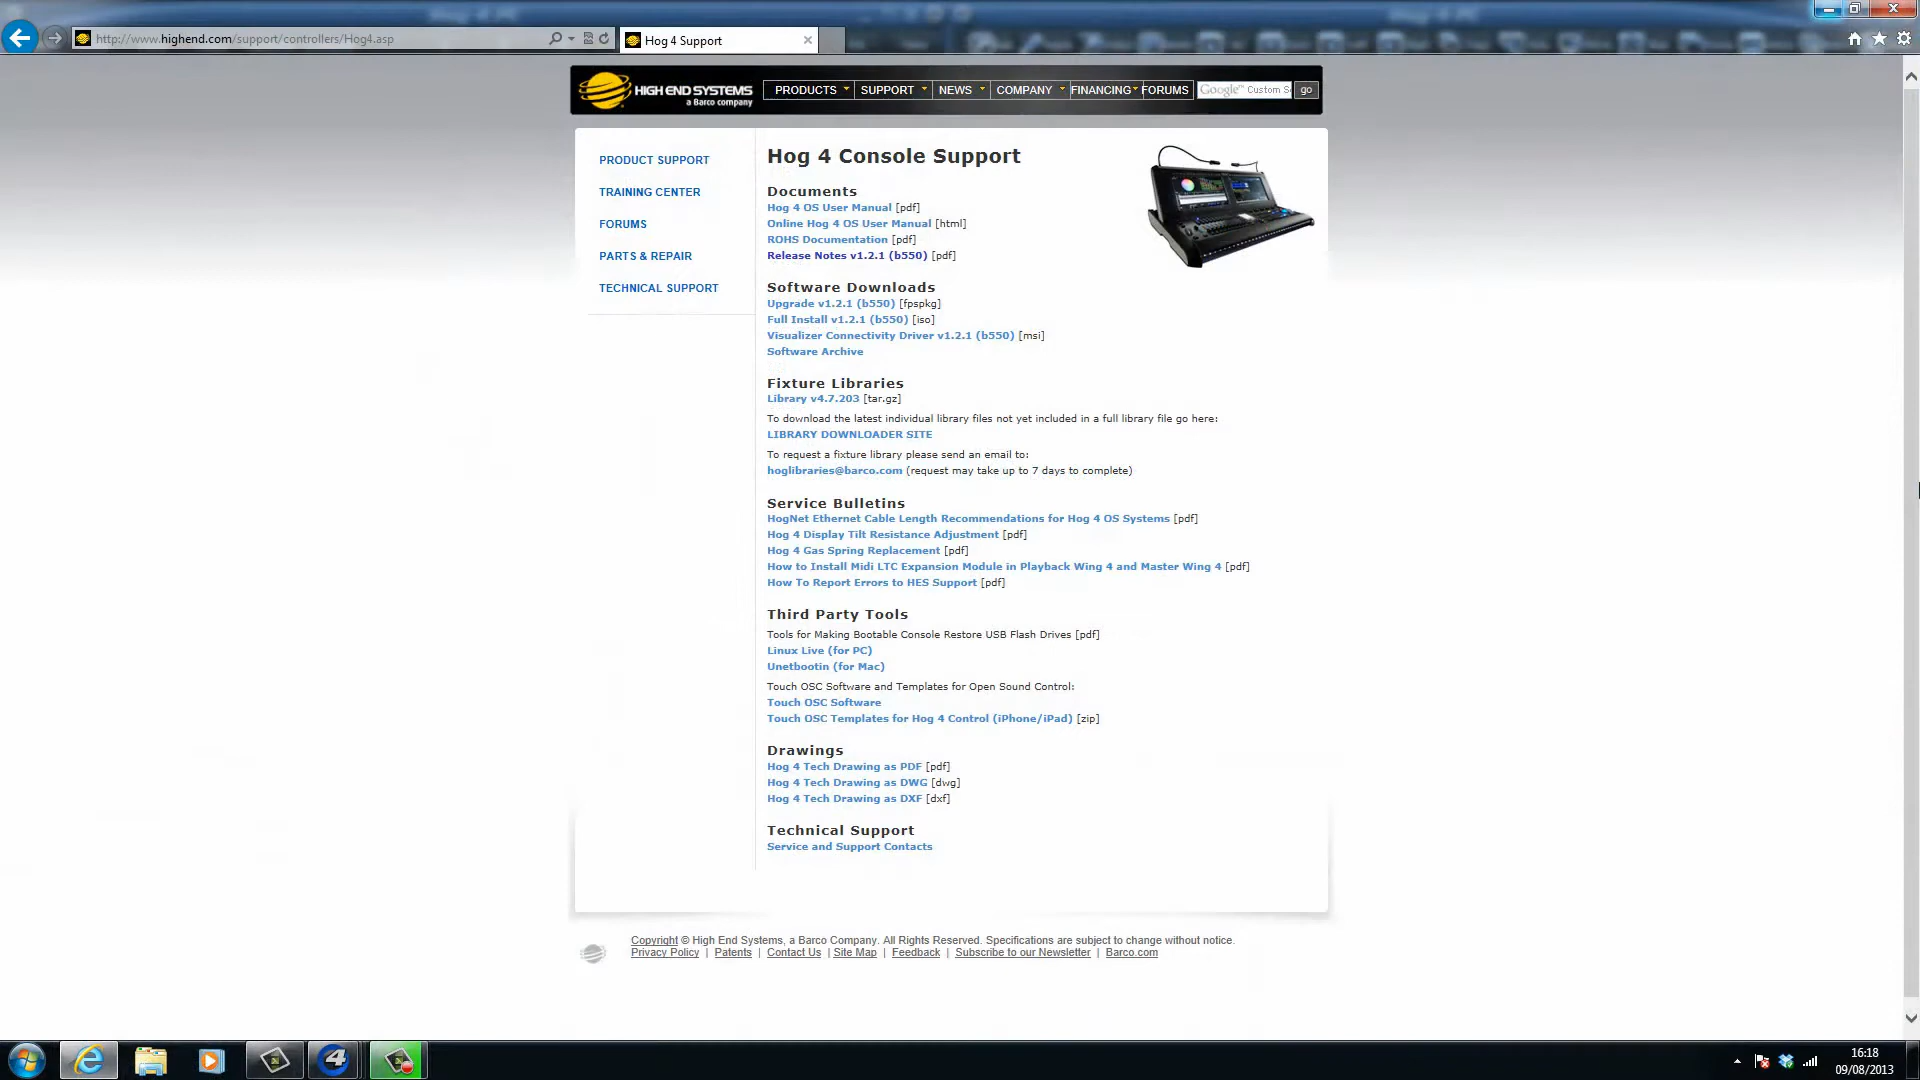 http://www.highend.com/support/controllers/Hog4.asp
Hog 4 Support
HIGH END SYSTEMS
a Barco company
PRODUCTS SUPPORT NEWS COMPANY FINANCING FORUMS Google™ Custom S go
PRODUCT SUPPORT
TRAINING CENTER
FORUMS
PARTS & REPAIR
TECHNICAL SUPPORT
Hog 4 Console Support
Documents
Hog 4 OS User Manual [pdf]
Online Hog 4 OS User Manual [html]
ROHS Documentation [pdf]
Release Notes v1.2.1 (b550) [pdf]
Software Downloads
Upgrade v1.2.1 (b550) [fpspkg]
Full Install v1.2.1 (b550) [iso]
Visualizer Connectivity Driver v1.2.1 (b550) [msi]
Software Archive
Fixture Libraries
Library v4.7.203 [tar.gz]
To download the latest individual library files not yet included in a full library file go here:
LIBRARY DOWNLOADER SITE
To request a fixture library please send an email to:
hoglibraries@barco.com (request may take up to 7 days to complete)
Service Bulletins
HogNet Ethernet Cable Length Recommendations for Hog 4 OS Systems [pdf]
Hog 4 Display Tilt Resistance Adjustment [pdf]
Hog 4 Gas Spring Replacement [pdf]
How to Install Midi LTC Expansion Module in Playback Wing 4 and Master Wing 4 [pdf]
How To Report Errors to HES Support [pdf]
Third Party Tools
Tools for Making Bootable Console Restore USB Flash Drives [pdf]
Linux Live (for PC)
Unetbootin (for Mac)
Touch OSC Software and Templates for Open Sound Control:
Touch OSC Software
Touch OSC Templates for Hog 4 Control (iPhone/iPad) [zip]
Drawings
Hog 4 Tech Drawing as PDF [pdf]
Hog 4 Tech Drawing as DWG [dwg]
Hog 4 Tech Drawing as DXF [dxf]
Technical Support
Service and Support Contacts
Copyright © High End Systems, a Barco Company. All Rights Reserved. Specifications are subject to change without notice.
Privacy Policy | Patents | Contact Us | Site Map | Feedback | Subscribe to our Newsletter | Barco.com
4
16:18
09/08/2013